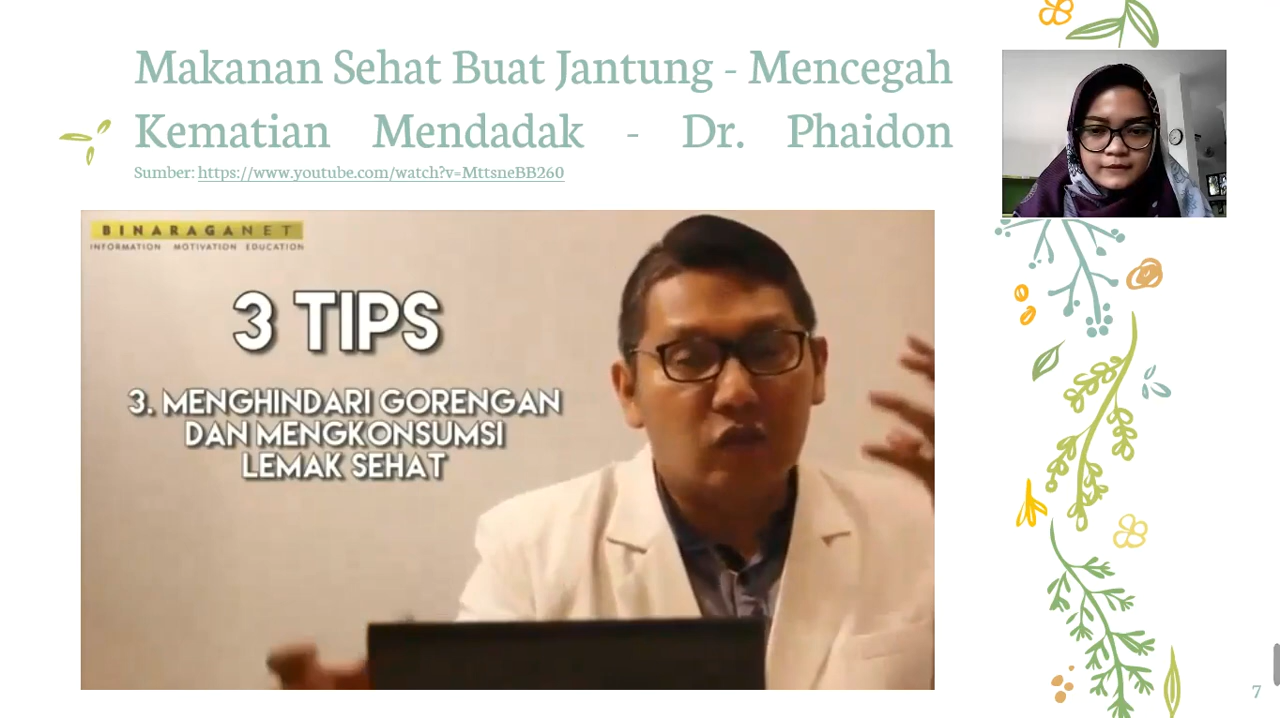 Makanan Sehat Buat Jantung - Mencegah
Kematian Mendadak - Dr. Phaidon
Sumber: https://www.youtube.com/watch?v=MttsneBB260
BINARAGANET
INFORMATION MOTIVATION EDUCATION
3 TIPS
3. MENGHINDARI GORENGAN
DAN MENGKONSUMSI
LEMAK SEHAT
7